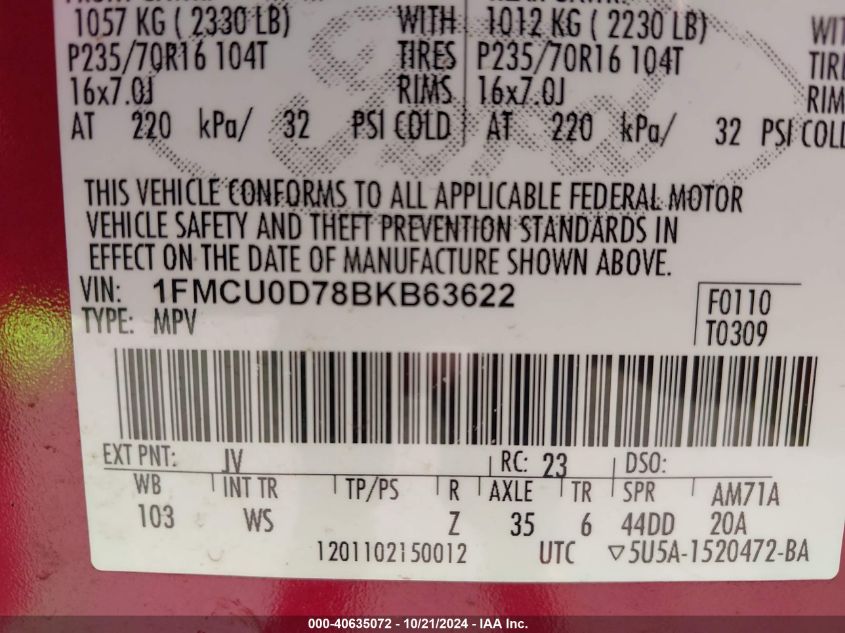 1057 KG ( 2330 LB) WITH 1012 KG ( 2230 LB) WIT
P235/70R16 104T TIRES P235/70R16 104T TIRE
16x7.0J RIMS 16x7.0J RIM
AT 220 kPa/ 32 PSI COLD AT 220 kPa/ 32 PSI COLD
THIS VEHICLE CONFORMS TO ALL APPLICABLE FEDERAL MOTOR
VEHICLE SAFETY AND THEFT PREVENTION STANDARDS IN
EFFECT ON THE DATE OF MANUFACTURE SHOWN ABOVE.
VIN: 1FMCU0D78BKB63622 F0110
TYPE: MPV T0309
EXT PNT: JV RC: 23 DSO:
WB INT TR TP/PS R AXLE TR SPR AM71A
103 WS Z 35 6 44DD 20A
1201102150012 UTC ▽5U5A-1520472-BA
000-40635072 - 10/21/2024 - IAA Inc.